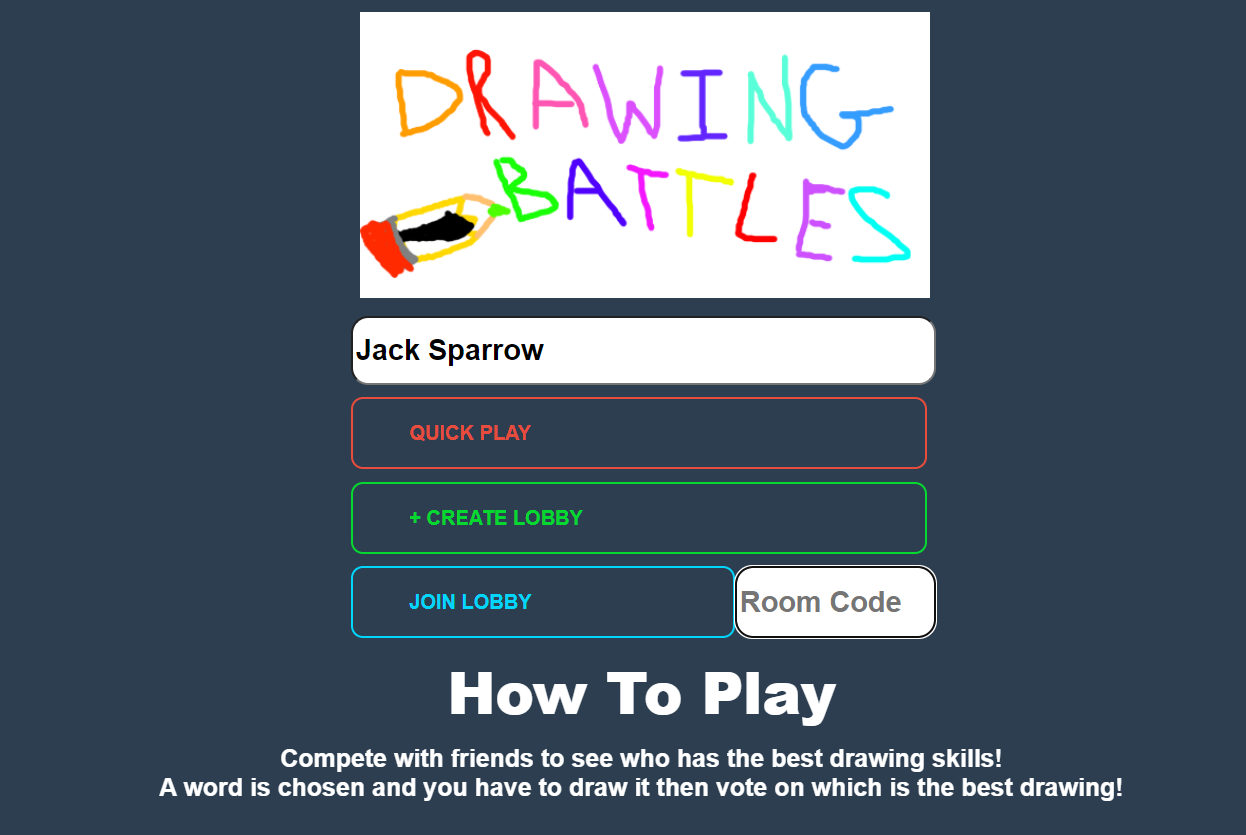 DRAWING
BATTLES
Jack Sparrow
QUICK PLAY
+ CREATE LOBBY
JOIN LOBBY
Room Code
How To Play
Compete with friends to see who has the best drawing skills!
A word is chosen and you have to draw it then vote on which is the best drawing!